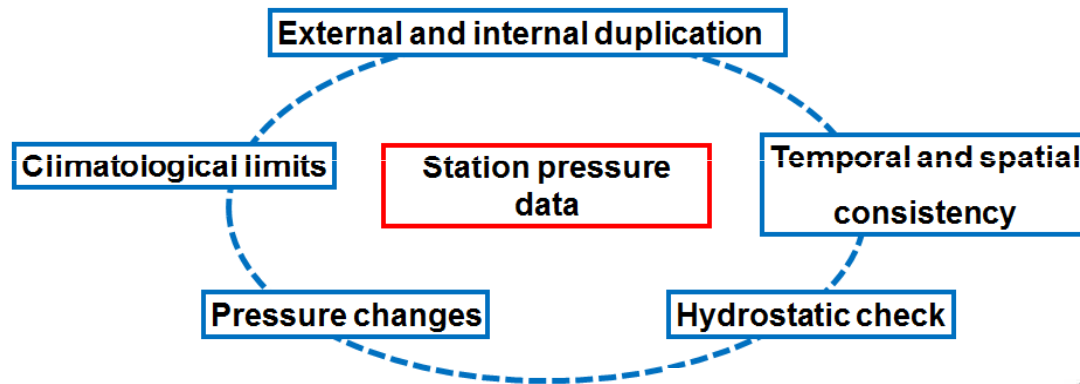 External and internal duplication
Climatological limits
Station pressure
data
Temporal and spatial
consistency
Pressure changes
Hydrostatic check